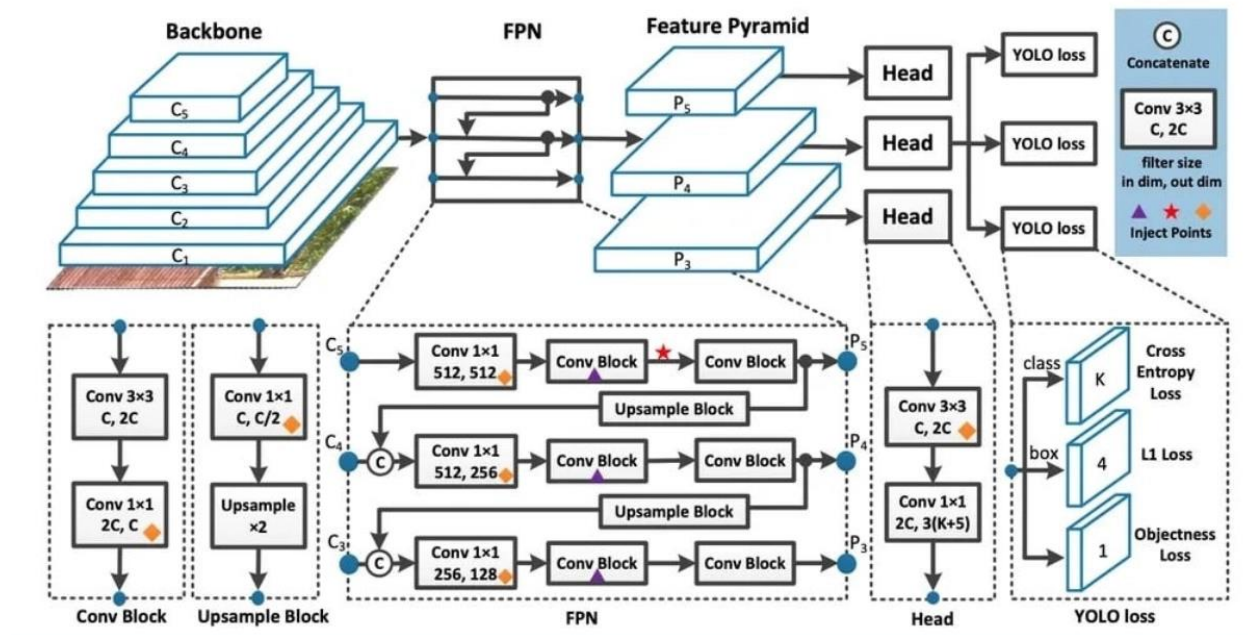 Backbone
FPN
Feature Pyramid
C5
C4
C3
C2
C1
P5
P4
P3
Head
Head
Head
YOLO loss
YOLO loss
YOLO loss
C
Concatenate
Conv 3×3
C, 2C
filter size
in dim, out dim
Inject Points
Conv 3×3
C, 2C
Conv 1×1
2C, C
Conv Block
Conv 1×1
C, C/2
Upsample
×2
Upsample Block
C5
Conv 1×1
512, 512
Conv Block
Conv Block
P5
Upsample Block
C4
C
Conv 1×1
512, 256
Conv Block
Conv Block
P4
Upsample Block
C3
C
Conv 1×1
256, 128
Conv Block
Conv Block
P3
FPN
Conv 3×3
C, 2C
Conv 1×1
2C, 3(K+5)
Head
class
K
Cross
Entropy
Loss
box
4
L1 Loss
1
Objectness
Loss
YOLO loss